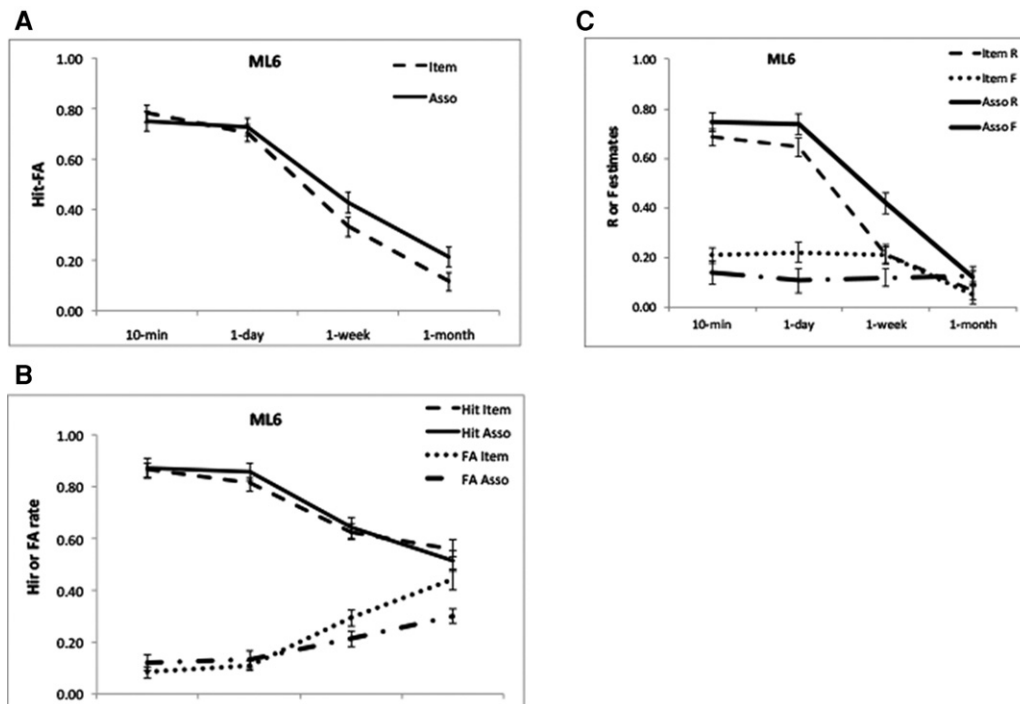 A
ML6
Item
Asso
Hit-FA
1.00
0.80
0.60
0.40
0.20
0.00
10-min 1-day 1-week 1-month
B
ML6
Hit Item
Hit Asso
FA Item
FA Asso
Hir or FA rate
1.00
0.80
0.60
0.40
0.20
0.00
C
ML6
Item R
Item F
Asso R
Asso F
R or F estimates
1.00
0.80
0.60
0.40
0.20
0.00
10-min 1-day 1-week 1-month